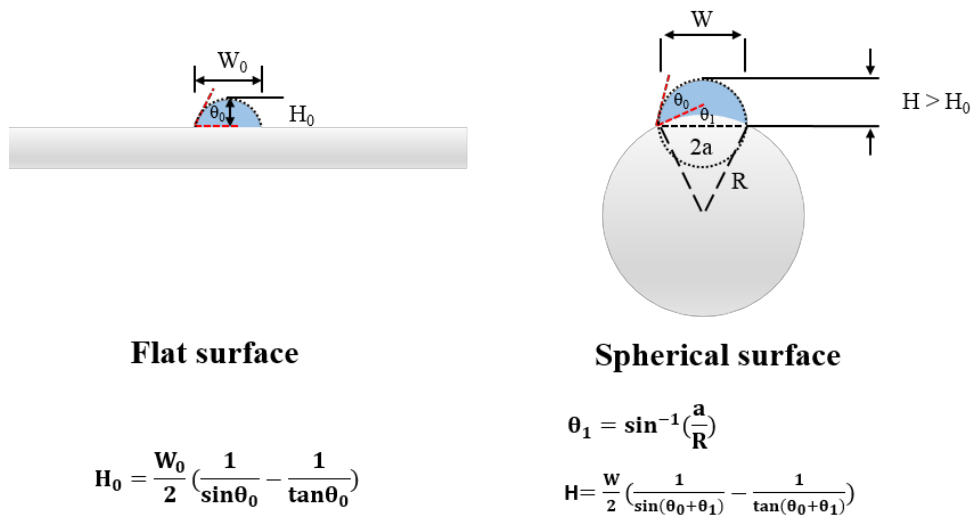 W₀
θ₀
H₀
Flat surface
H₀ = W₀/2 (1/sinθ₀ − 1/tanθ₀)
W
θ₀
θ₁
H > H₀
2a
R
Spherical surface
θ₁ = sin⁻¹(a/R)
H= W/2 (1/sin(θ₀+θ₁) − 1/tan(θ₀+θ₁))